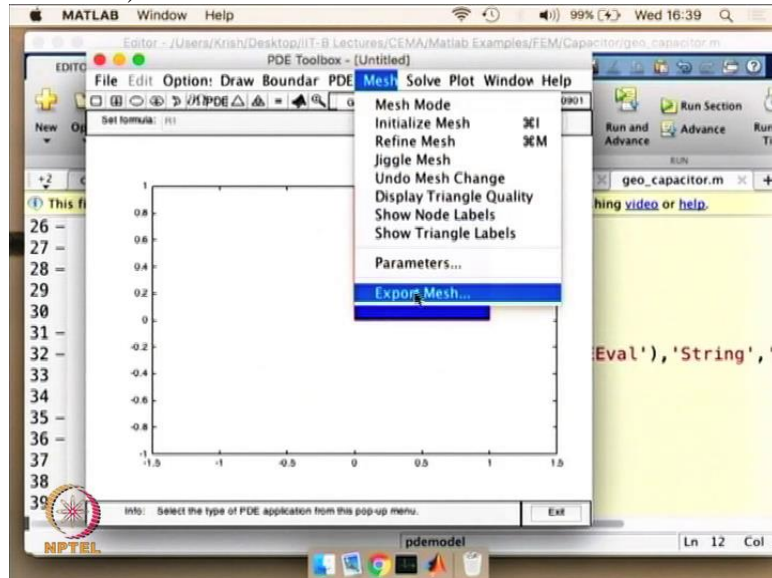 MATLAB Window Help 99% Wed 16:39
Editor - /Users/Krish/Desktop/IIT-B Lectures/CEMA/Matlab Examples/FEM/Capacitor/geo_capacitor.m
PDE Toolbox - [Untitled]
File Edit Option: Draw Boundar PDE Mesh Solve Plot Window Help
PDE
Set formula: R1
Mesh Mode
Initialize Mesh ⌘I
Refine Mesh ⌘M
Jiggle Mesh
Undo Mesh Change
Display Triangle Quality
Show Node Labels
Show Triangle Labels
Parameters...
Export Mesh...
New
Run and Advance
Run Section
Advance
RUN
+2
geo_capacitor.m
This fi
hing video or help.
26 -
27 -
28 -
29
30
31 -
32 -
33
34
35 -
36 -
37
38
39
Eval'),'String','
1
0.8
0.6
0.4
0.2
0
-0.2
-0.4
-0.6
-0.8
-1
-1.5 -1 -0.5 0 0.5 1 1.5
Info: Select the type of PDE application from this pop-up menu. Exit
pdemodel
Ln 12 Col
NPTEL